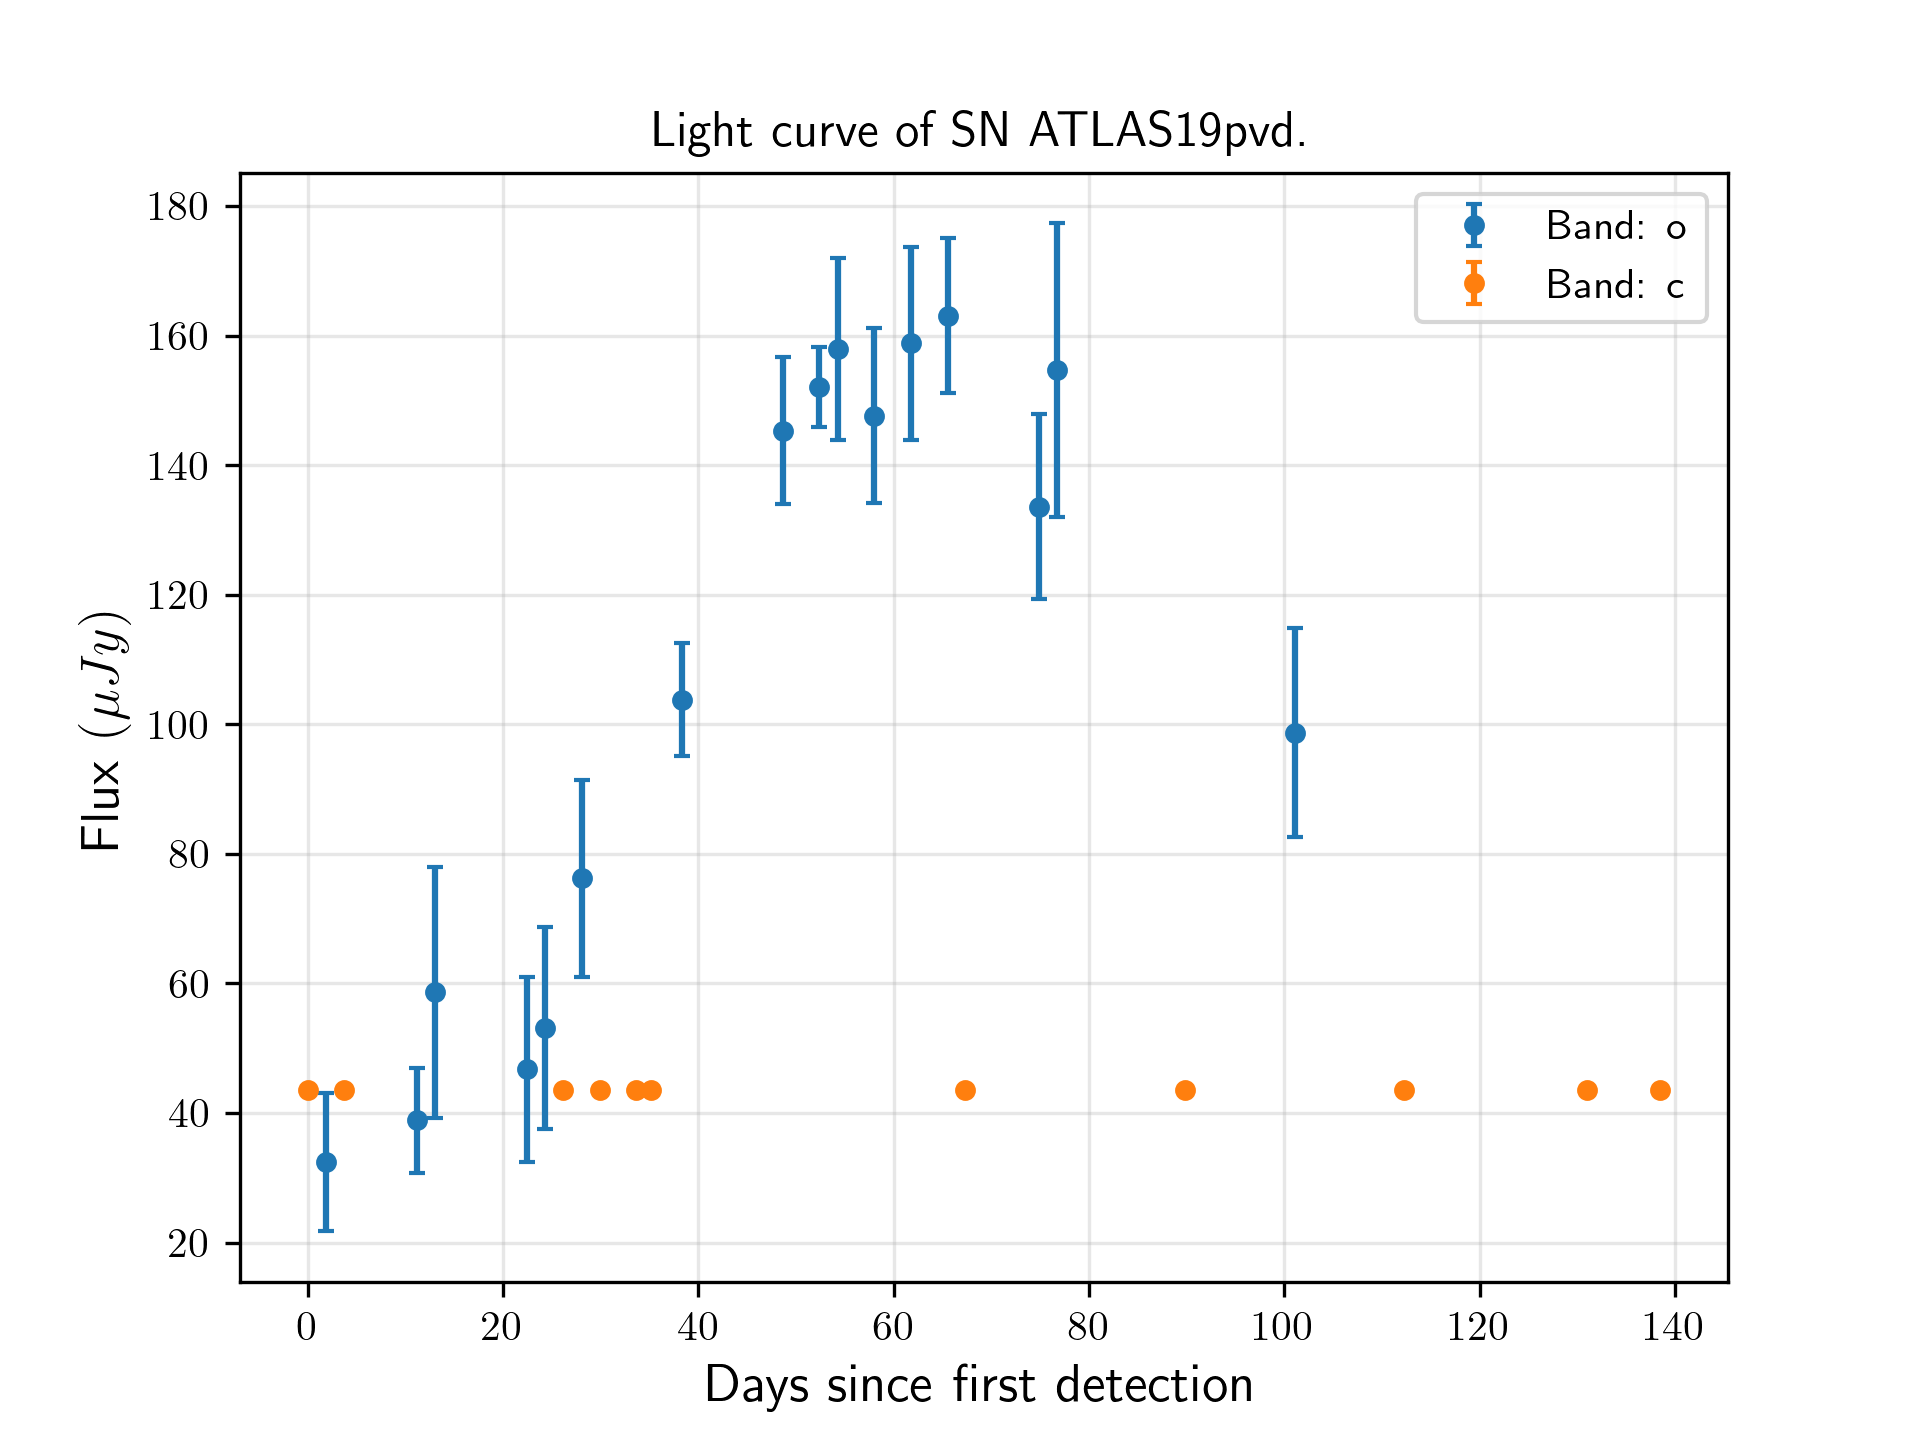 Light curve of SN ATLAS19pvd.
180
160
140
120
100
80
60
40
20
Flux (μJy)
Band: o
Band: c
0 20 40 60 80 100 120 140
Days since first detection